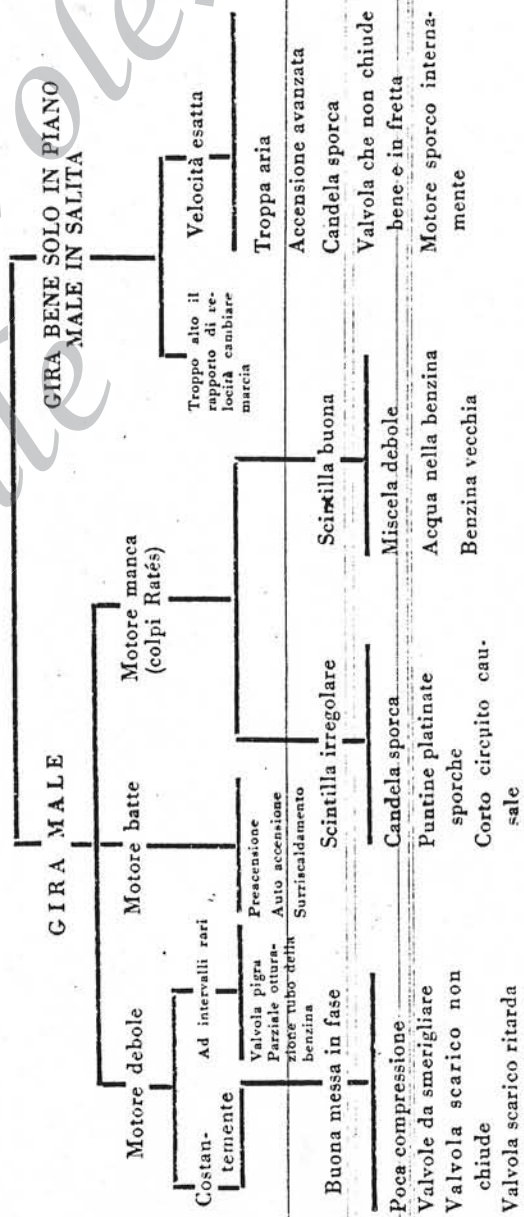 GIRA MALE
GIRA BENE SOLO IN PIANO
MALE IN SALITA
Motore debole
Motore batte
Motore manca
(colpi Ratés)
Troppo alto il
rapporto di ve-
locità cambiare
marcia
Velocità esatta
Costan-
temente
Ad intervalli rari
Valvola pigra
Parziale ottura-
zione tubo della
benzina
Preacensione
Auto accensione
Surriscaldamento
Scintilla irregolare
Scintilla buona
Troppa aria
Accensione avanzata
Candela sporca
Valvola che non chiude
bene e in fretta
Motore sporco interna-
mente
Buona messa in fase
Poca compressione
Valvole da smerigliare
Valvola scarico non
chiude
Valvola scarico ritarda
Candela sporca
Puntine platinate
sporche
Corto circuito cau-
sale
Miscela debole
Acqua nella benzina
Benzina vecchia